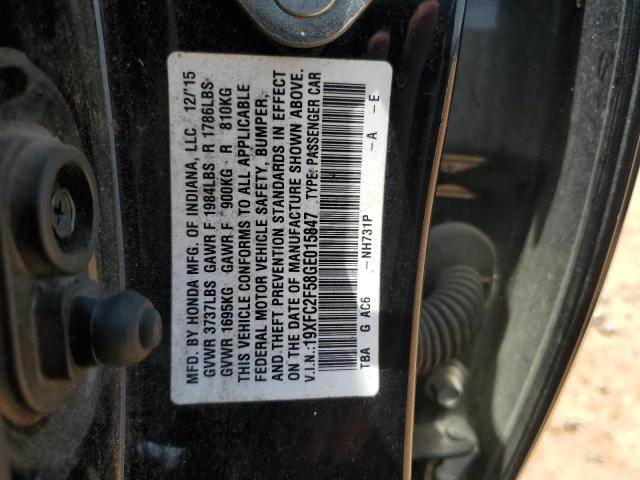 MFD. BY HONDA MFG. OF INDIANA, LLC 12/'15
GVWR 3737LBS GAWR F 1984LBS R 1786LBS
GVWR 1695KG GAWR F 900KG R 810KG
THIS VEHICLE CONFORMS TO ALL APPLICABLE
FEDERAL MOTOR VEHICLE SAFETY, BUMPER,
AND THEFT PREVENTION STANDARDS IN EFFECT
ON THE DATE OF MANUFACTURE SHOWN ABOVE.
V.I.N.:19XFC2F58GE015847 TYPE: PASSENGER CAR
TBA G AC6 -NH731P -A -E